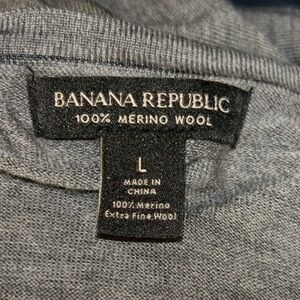 BANANA REPUBLIC
100% MERINO WOOL
L
MADE IN
CHINA
100% Merino
Extra Fine Wool